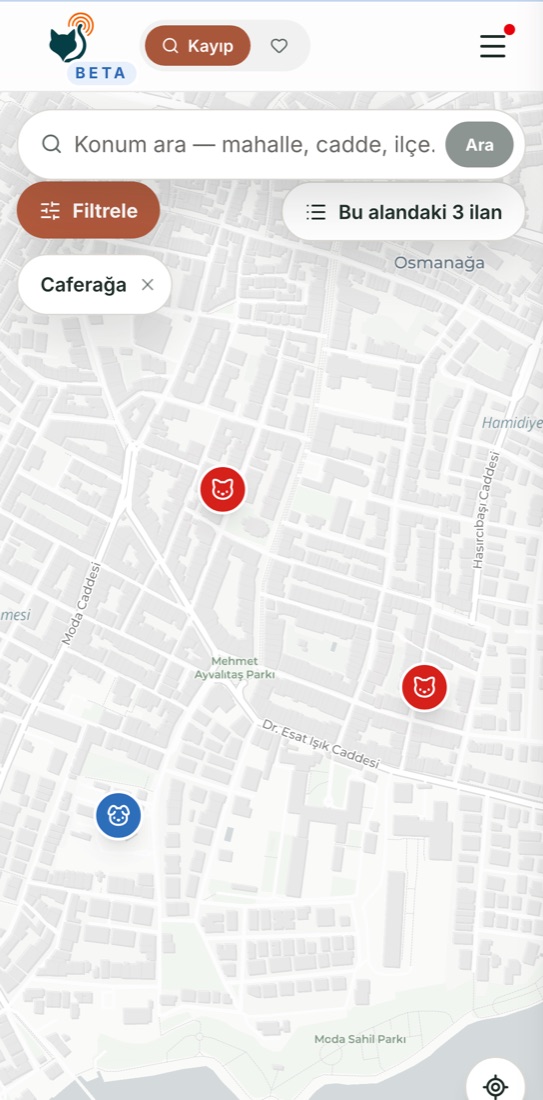 Kayıp
BETA
Konum ara — mahalle, cadde, ilçe.
Ara
Filtrele
Bu alandaki 3 ilan
Osmanağa
Caferağa
Hamidiye
Hasırcıbaşı Caddesi
Moda Caddesi
mesi
Mehmet
Ayvalıtaş Parkı
Dr. Esat Işık Caddesi
Moda Sahil Parkı